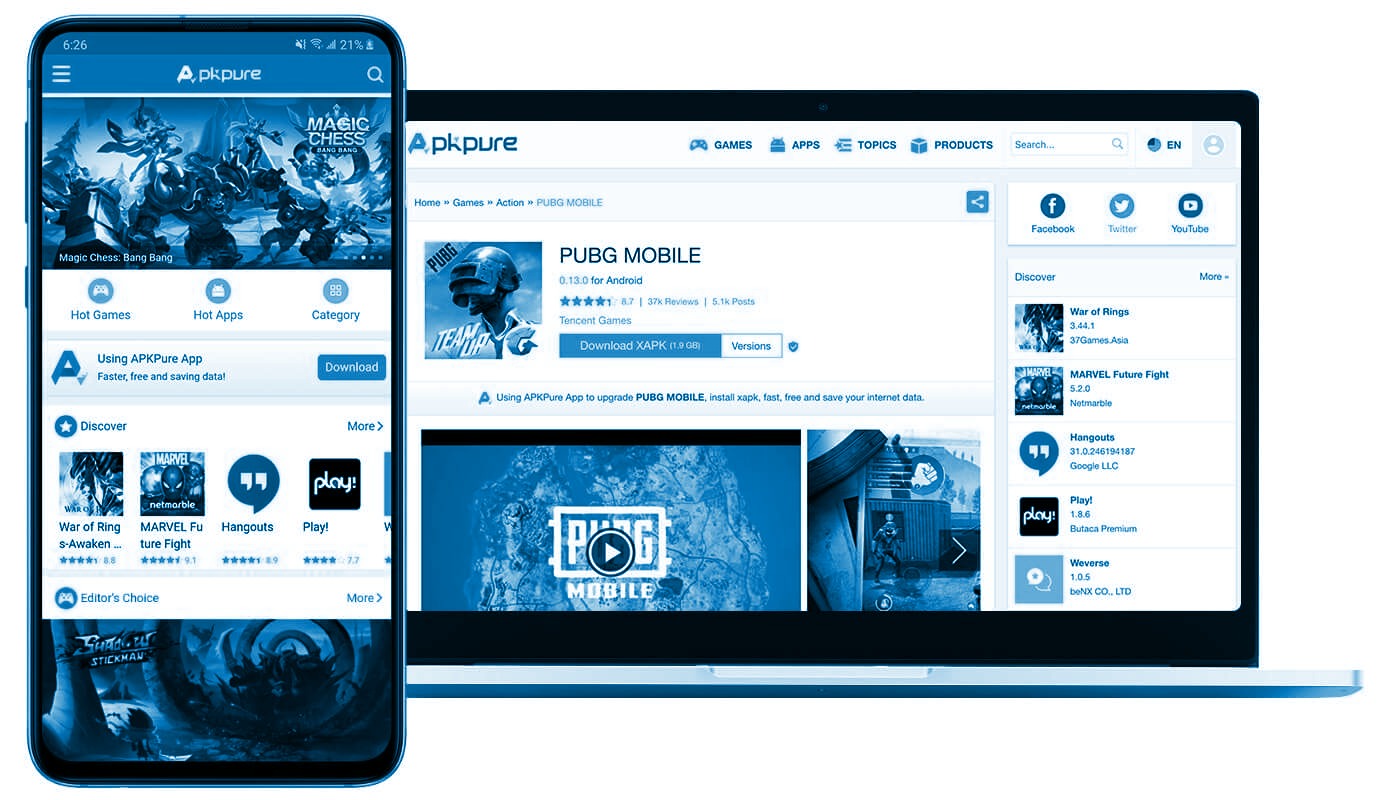 6:26
21%
Apkpure
MAGIC
CHESS
BANG BANG
Magic Chess: Bang Bang
Hot Games
Hot Apps
Category
Using APKPure App
Faster, free and saving data!
Download
Discover
More
WAR OF
MARVEL
netmarble
play!
War of Ring
s-Awaken ...
MARVEL Fu
ture Fight
Hangouts
Play!
W
8.8
9.1
8.9
7.7
Editor's Choice
More
STICKMAN
Apkpure
GAMES
APPS
TOPICS
PRODUCTS
Search...
EN
Home » Games » Action » PUBG MOBILE
PUBG
TEAM
UP
PUBG MOBILE
0.13.0 for Android
8.7 | 37k Reviews | 5.1k Posts
Tencent Games
Download XAPK (1.9 GB)
Versions
Using APKPure App to upgrade PUBG MOBILE, install xapk, fast, free and save your internet data.
PUBG
MOBILE
Facebook
Twitter
YouTube
Discover
More »
War of Rings
3.44.1
37Games.Asia
MARVEL
netmarble
MARVEL Future Fight
5.2.0
Netmarble
Hangouts
31.0.246194187
Google LLC
play!
Play!
1.8.6
Butaca Premium
Weverse
1.0.5
beNX CO., LTD